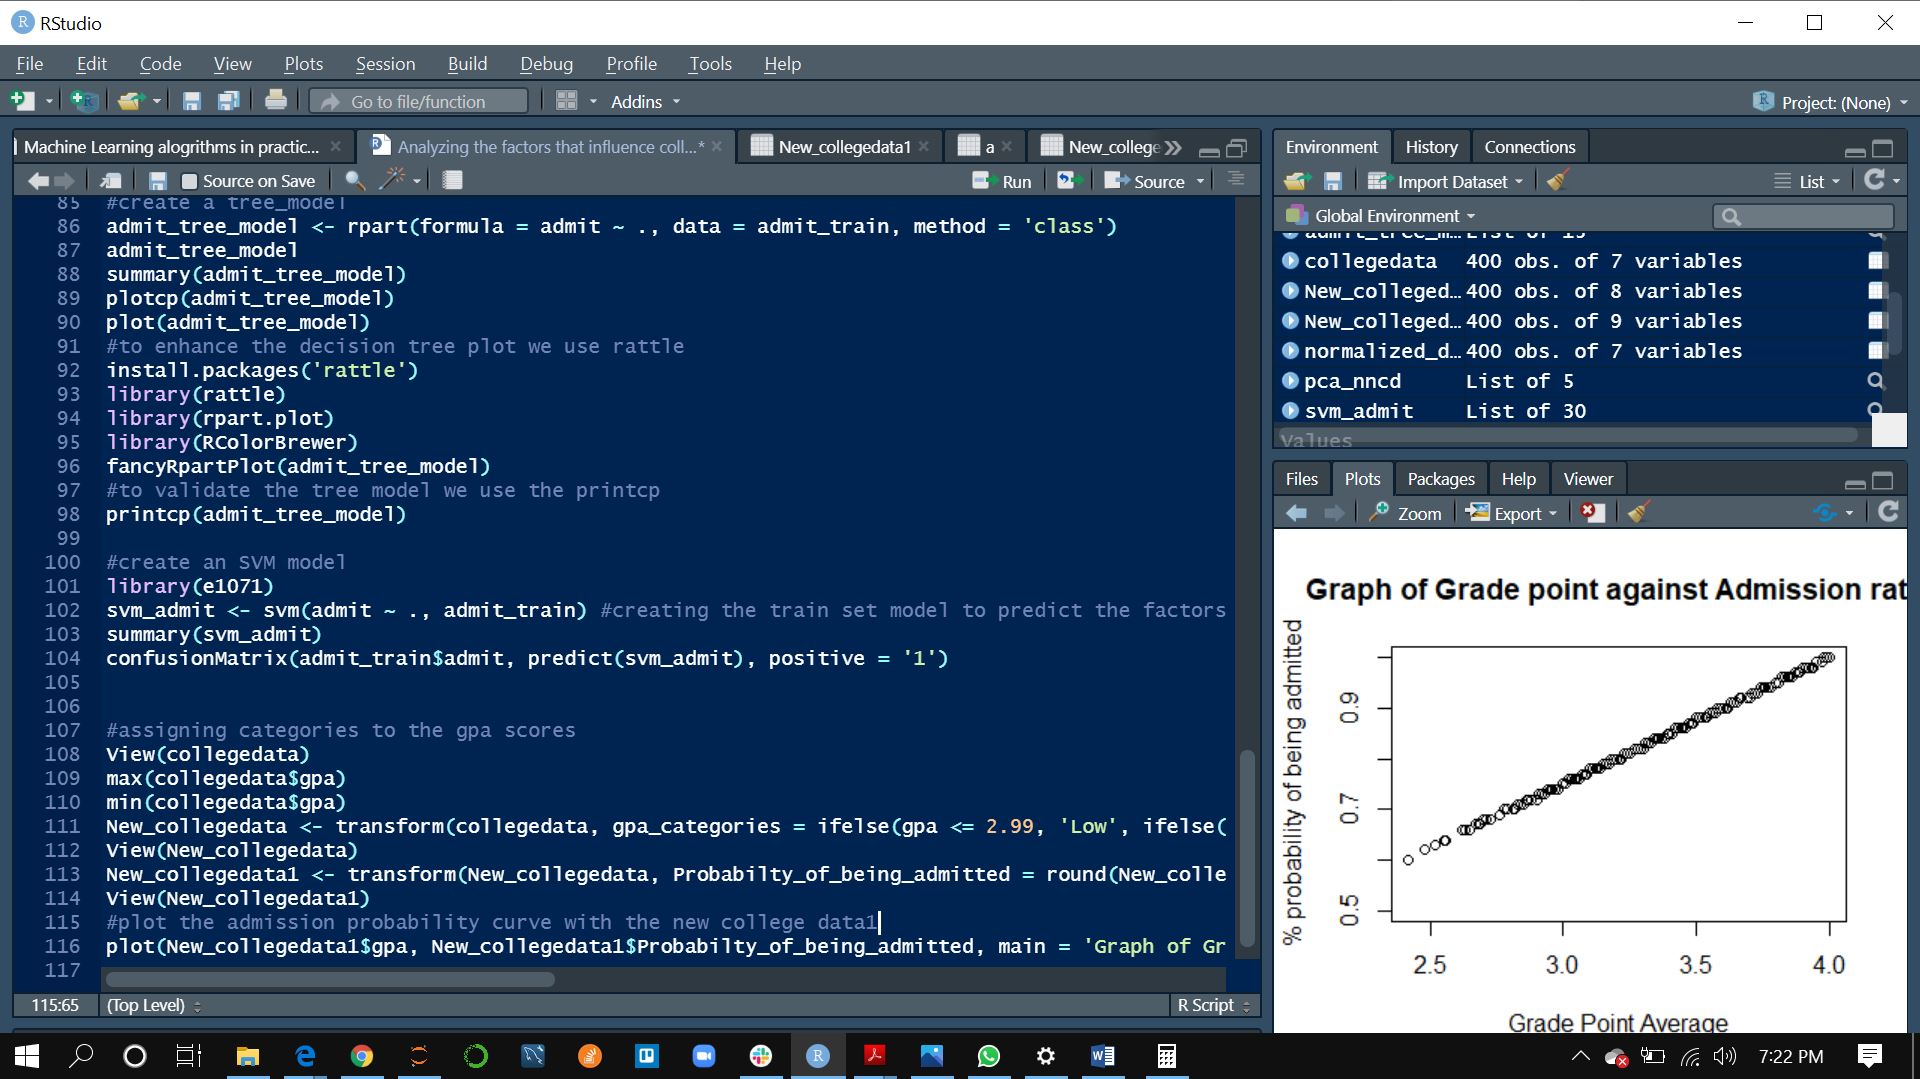 RStudio
File Edit Code View Plots Session Build Debug Profile Tools Help
Go to file/function Addins Project: (None)
Machine Learning alogrithms in practic... Analyzing the factors that influence coll...* New_collegedata1 a New_college
Source on Save Run Source
85 #create a tree_model
86 admit_tree_model <- rpart(formula = admit ~ ., data = admit_train, method = 'class')
87 admit_tree_model
88 summary(admit_tree_model)
89 plotcp(admit_tree_model)
90 plot(admit_tree_model)
91 #to enhance the decision tree plot we use rattle
92 install.packages('rattle')
93 library(rattle)
94 library(rpart.plot)
95 library(RColorBrewer)
96 fancyRpartPlot(admit_tree_model)
97 #to validate the tree model we use the printcp
98 printcp(admit_tree_model)
99
100 #create an SVM model
101 library(e1071)
102 svm_admit <- svm(admit ~ ., admit_train) #creating the train set model to predict the factors
103 summary(svm_admit)
104 confusionMatrix(admit_train$admit, predict(svm_admit), positive = '1')
105
106
107 #assigning categories to the gpa scores
108 View(collegedata)
109 max(collegedata$gpa)
110 min(collegedata$gpa)
111 New_collegedata <- transform(collegedata, gpa_categories = ifelse(gpa <= 2.99, 'Low', ifelse(
112 View(New_collegedata)
113 New_collegedata1 <- transform(New_collegedata, Probabilty_of_being_admitted = round(New_colle
114 View(New_collegedata1)
115 #plot the admission probability curve with the new college data1
116 plot(New_collegedata1$gpa, New_collegedata1$Probabilty_of_being_admitted, main = 'Graph of Gr
117
115:65 (Top Level) R Script
Environment History Connections
Import Dataset List
Global Environment
collegedata 400 obs. of 7 variables
New_colleged... 400 obs. of 8 variables
New_colleged... 400 obs. of 9 variables
normalized_d... 400 obs. of 7 variables
pca_nncd List of 5
svm_admit List of 30
Values
Files Plots Packages Help Viewer
Zoom Export
Graph of Grade point against Admission rat
% probability of being admitted
0.9
0.7
0.5
2.5 3.0 3.5 4.0
Grade Point Average
7:22 PM